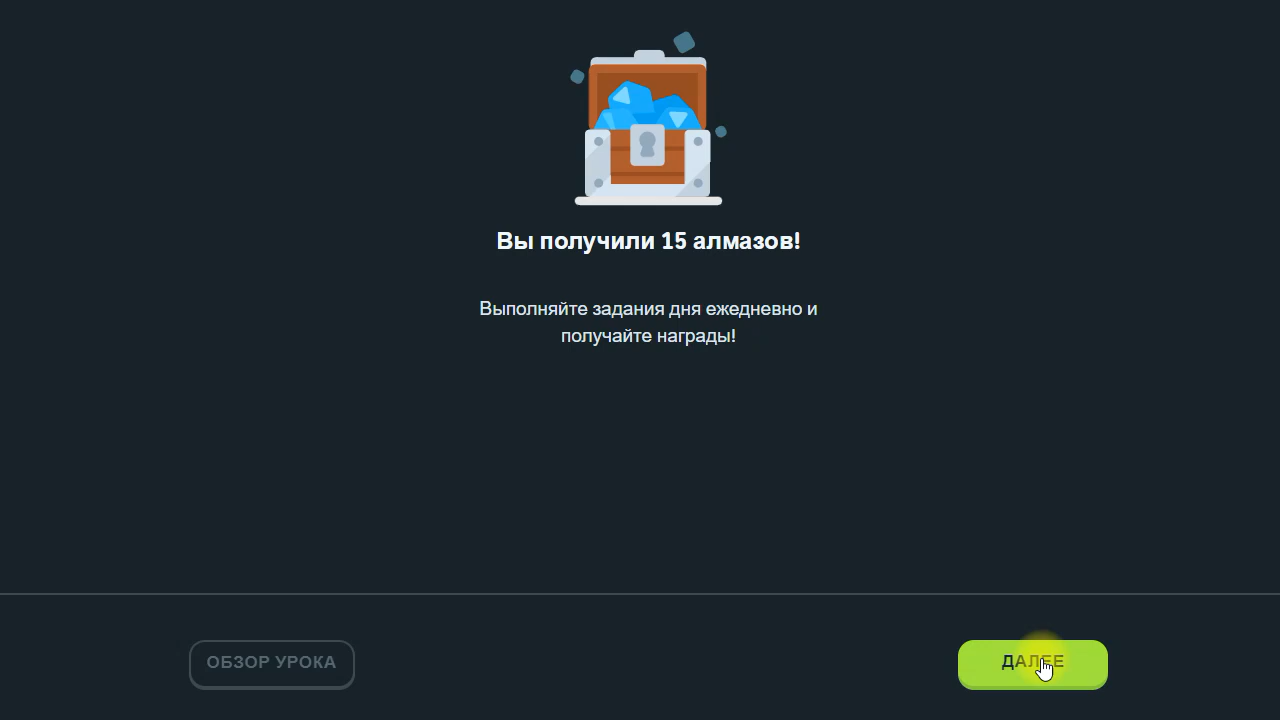 Вы получили 15 алмазов!
Выполняйте задания дня ежедневно и
получайте награды!
ОБЗОР УРОКА
ДАЛЕЕ